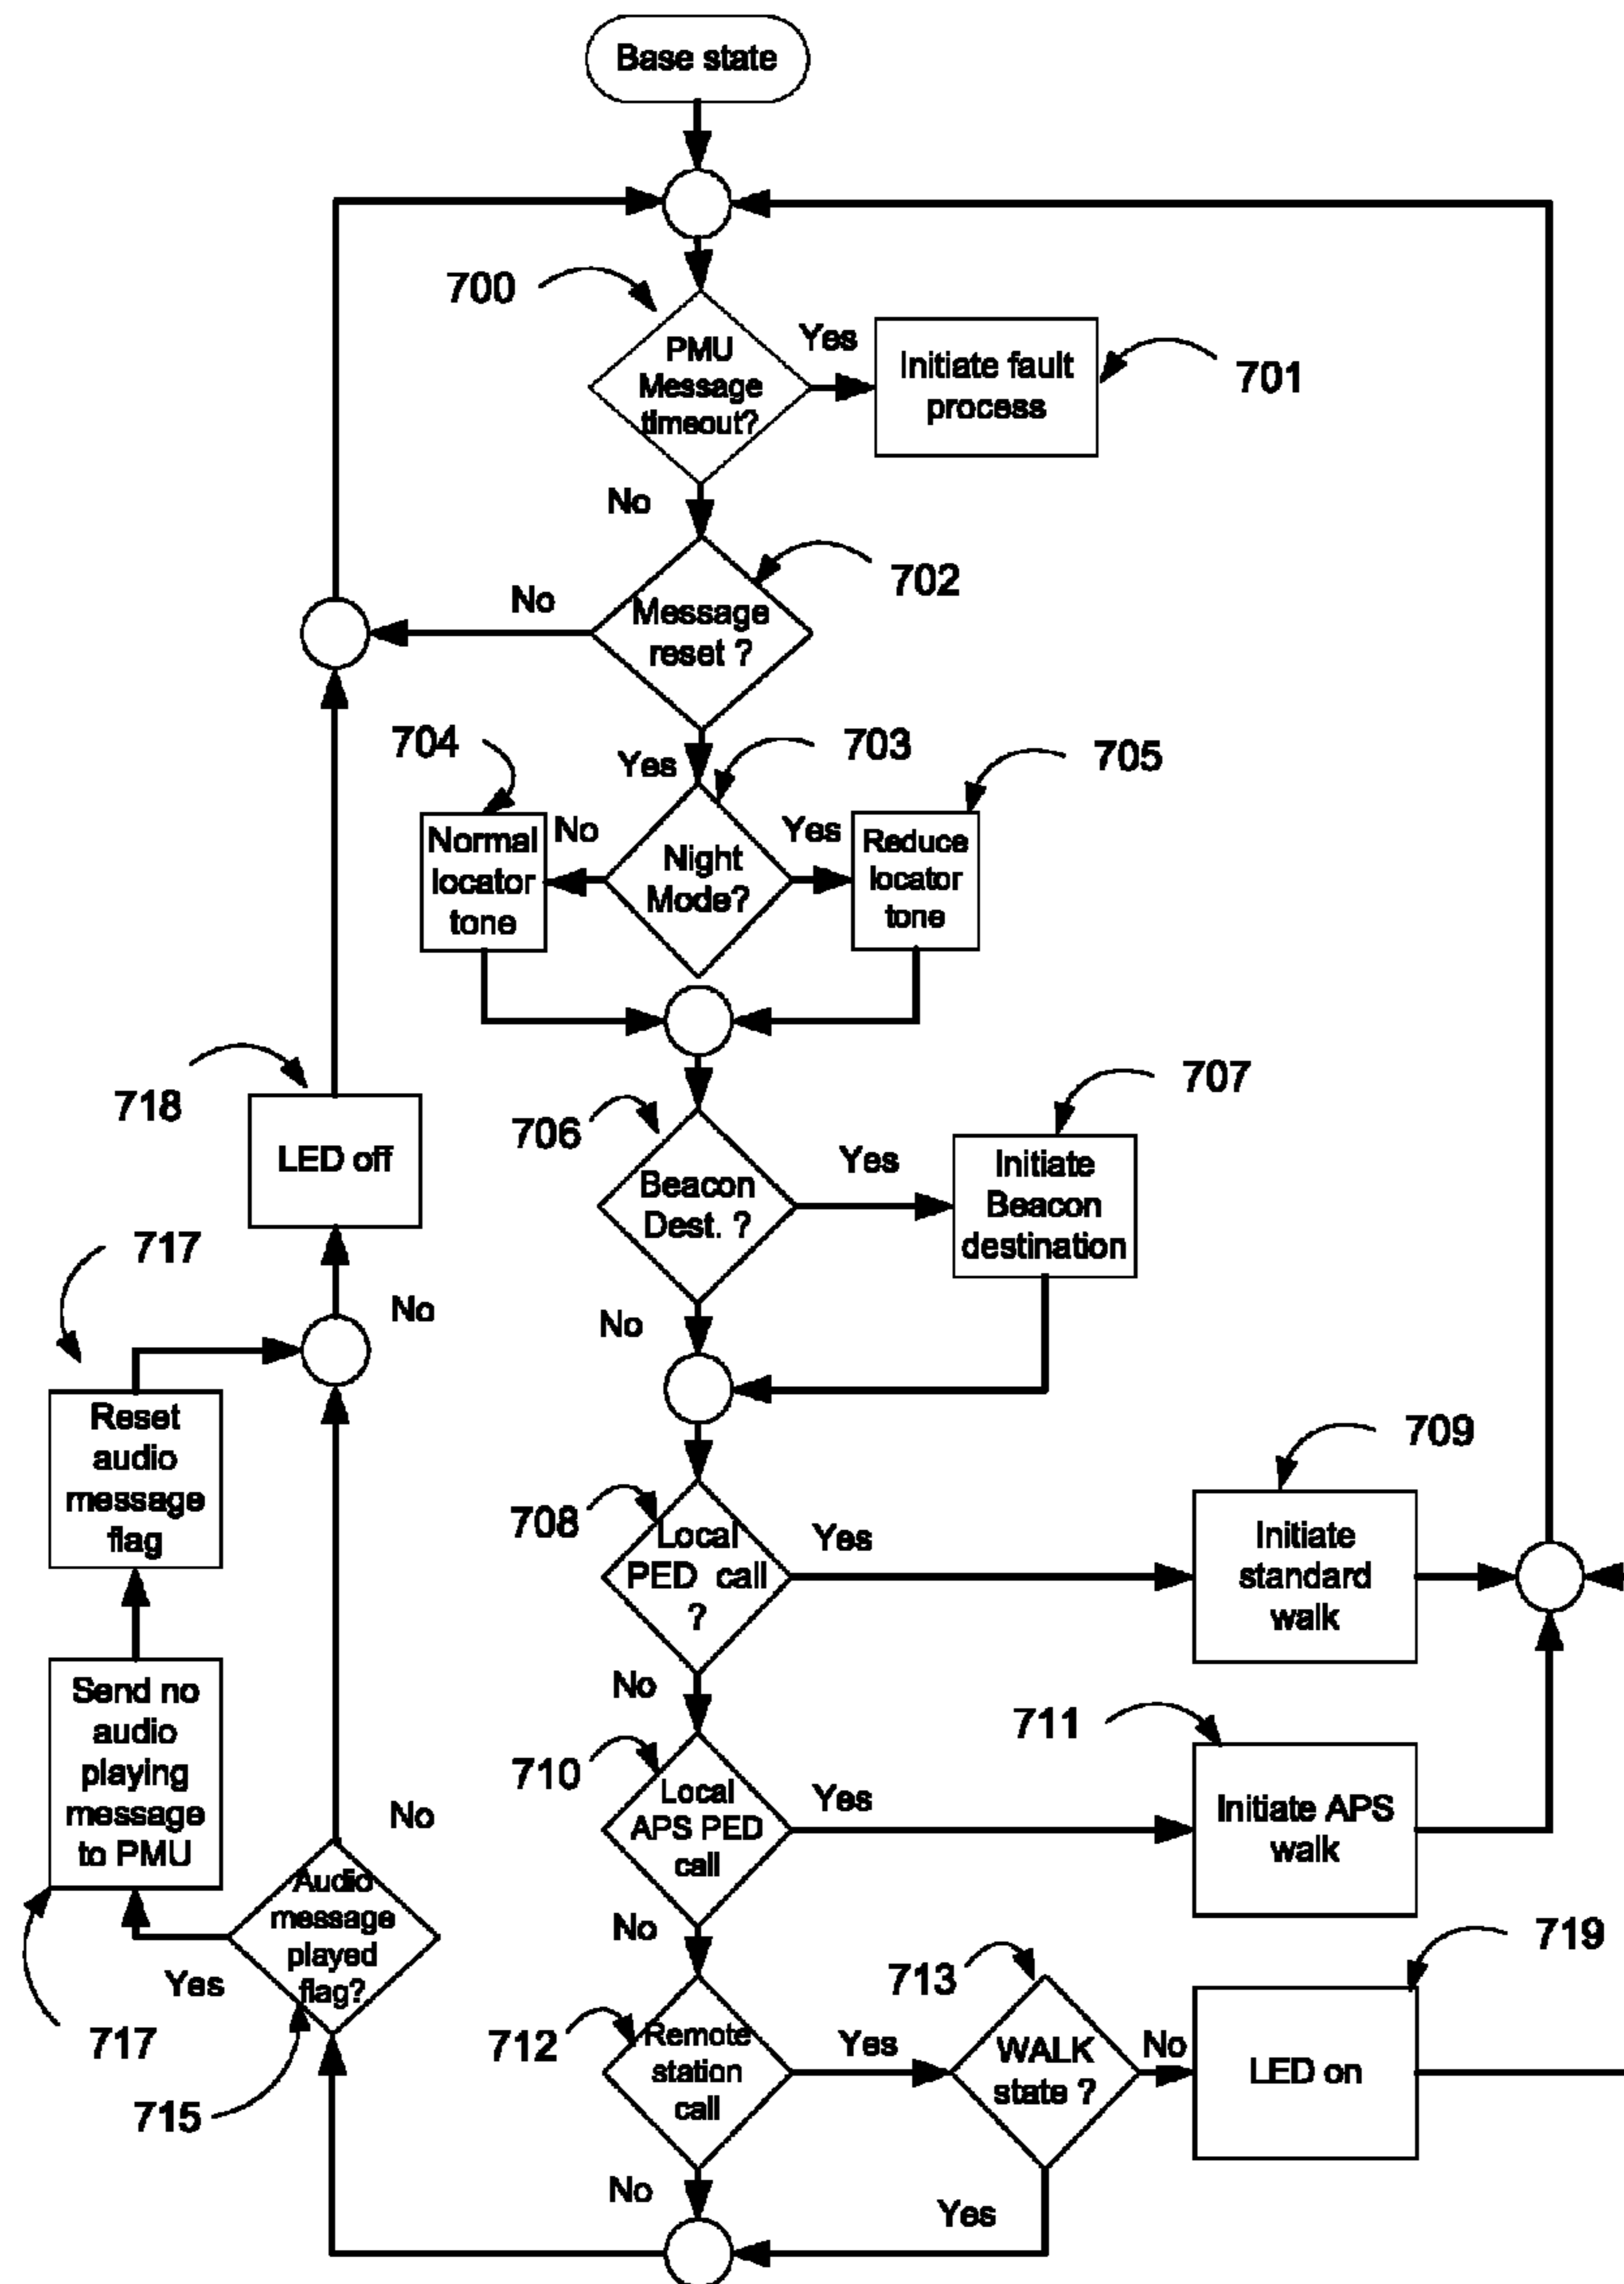 Base state
700
PMU
Message
timeout?
Yes
Initiate fault
process
701
No
702
Message
reset ?
No
Yes
703
704
705
Normal
locator
tone
No
Night
Mode?
Yes
Reduce
locator
tone
706
Beacon
Dest. ?
Yes
707
Initiate
Beacon
destination
No
718
LED off
717
No
Reset
audio
message
flag
708
Local
PED call
?
Yes
709
Initiate
standard
walk
No
Send no
audio
playing
message
to PMU
710
Local
APS PED
call
Yes
711
Initiate APS
walk
No
No
Audio
message
played
flag?
Yes
717
715
712
Remote
station
call
Yes
713
WALK
state ?
No
719
LED on
No
Yes